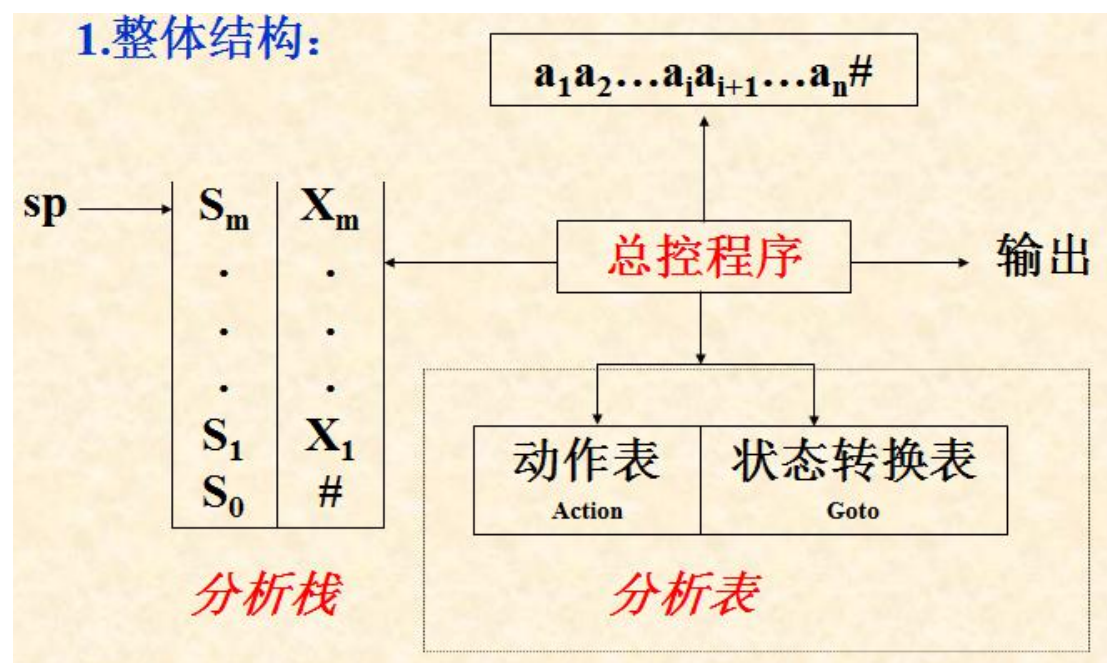 1.整体结构：
a₁a₂…aᵢaᵢ₊₁…aₙ#
sp Sₘ Xₘ
总控程序 输出
. .
. .
. .
S₁ X₁
S₀ #
动作表 状态转换表
Action Goto
分析栈 分析表